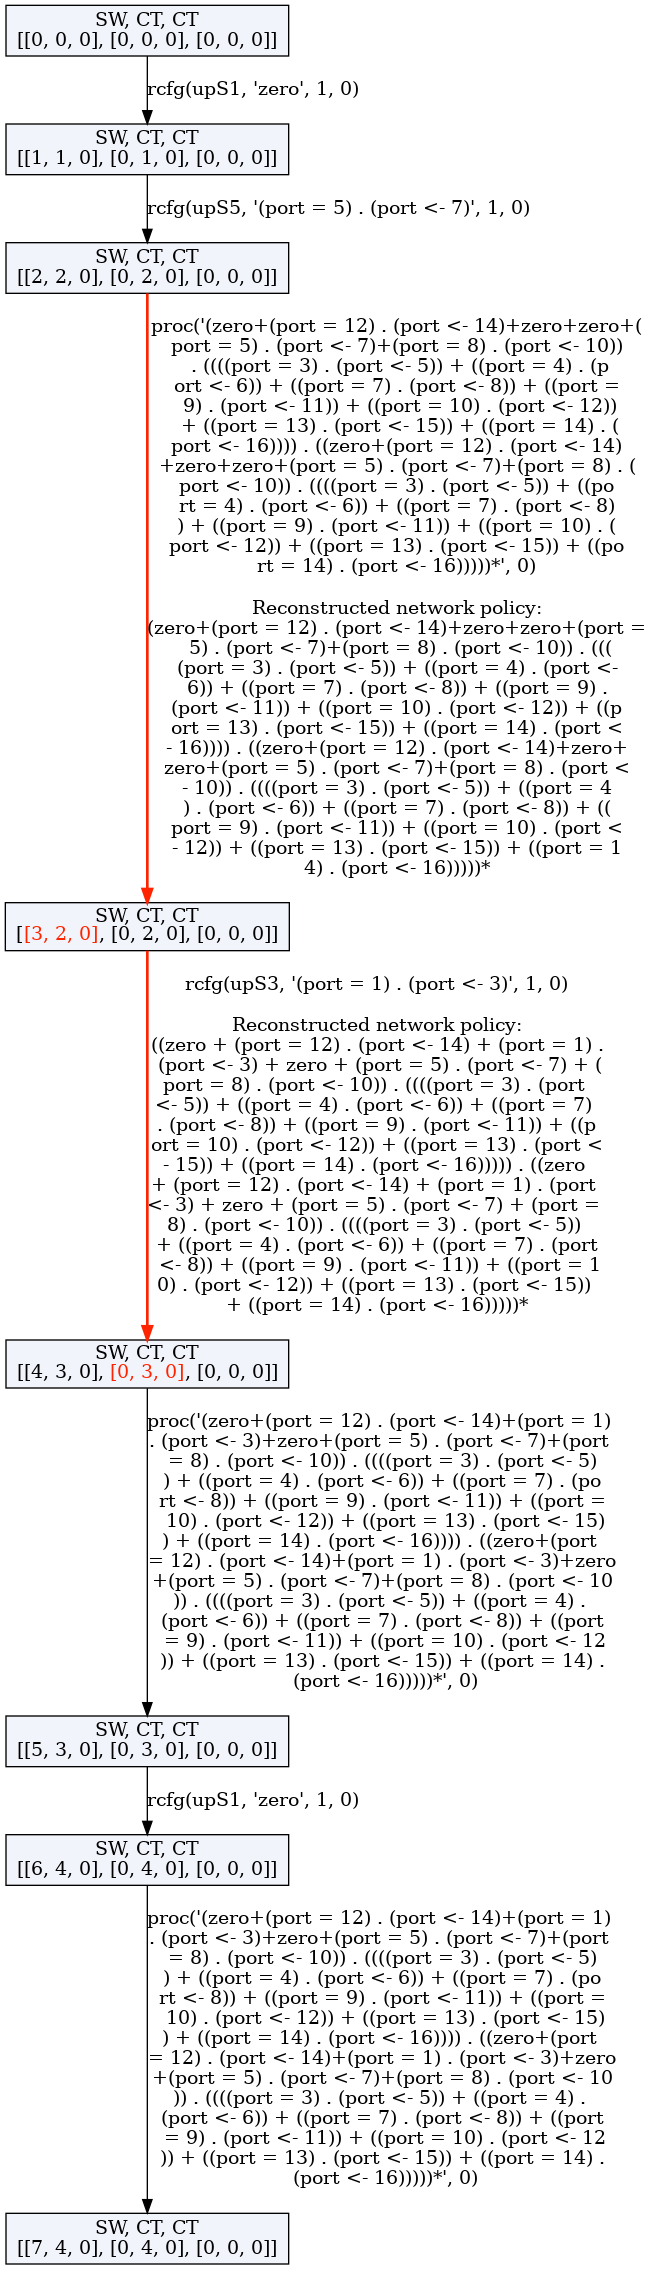 SW, CT, CT
[[0, 0, 0], [0, 0, 0], [0, 0, 0]]
rcfg(upS1, 'zero', 1, 0)
SW, CT, CT
[[1, 1, 0], [0, 1, 0], [0, 0, 0]]
rcfg(upS5, '(port = 5) . (port <- 7)', 1, 0)
SW, CT, CT
[[2, 2, 0], [0, 2, 0], [0, 0, 0]]
proc('(zero+(port = 12) . (port <- 14)+zero+zero+(
port = 5) . (port <- 7)+(port = 8) . (port <- 10))
. ((((port = 3) . (port <- 5)) + ((port = 4) . (p
ort <- 6)) + ((port = 7) . (port <- 8)) + ((port =
9) . (port <- 11)) + ((port = 10) . (port <- 12))
+ ((port = 13) . (port <- 15)) + ((port = 14) . (
port <- 16)))) . ((zero+(port = 12) . (port <- 14)
+zero+zero+(port = 5) . (port <- 7)+(port = 8) . (
port <- 10)) . ((((port = 3) . (port <- 5)) + ((po
rt = 4) . (port <- 6)) + ((port = 7) . (port <- 8)
) + ((port = 9) . (port <- 11)) + ((port = 10) . (
port <- 12)) + ((port = 13) . (port <- 15)) + ((po
rt = 14) . (port <- 16)))))*', 0)
Reconstructed network policy:
(zero+(port = 12) . (port <- 14)+zero+zero+(port =
5) . (port <- 7)+(port = 8) . (port <- 10)) . (((
(port = 3) . (port <- 5)) + ((port = 4) . (port <-
6)) + ((port = 7) . (port <- 8)) + ((port = 9) .
(port <- 11)) + ((port = 10) . (port <- 12)) + ((p
ort = 13) . (port <- 15)) + ((port = 14) . (port <
- 16)))) . ((zero+(port = 12) . (port <- 14)+zero+
zero+(port = 5) . (port <- 7)+(port = 8) . (port <
- 10)) . ((((port = 3) . (port <- 5)) + ((port = 4
) . (port <- 6)) + ((port = 7) . (port <- 8)) + ((
port = 9) . (port <- 11)) + ((port = 10) . (port <
- 12)) + ((port = 13) . (port <- 15)) + ((port = 1
4) . (port <- 16)))))*
SW, CT, CT
[[3, 2, 0], [0, 2, 0], [0, 0, 0]]
rcfg(upS3, '(port = 1) . (port <- 3)', 1, 0)
Reconstructed network policy:
((zero + (port = 12) . (port <- 14) + (port = 1) .
(port <- 3) + zero + (port = 5) . (port <- 7) + (
port = 8) . (port <- 10)) . ((((port = 3) . (port
<- 5)) + ((port = 4) . (port <- 6)) + ((port = 7)
. (port <- 8)) + ((port = 9) . (port <- 11)) + ((p
ort = 10) . (port <- 12)) + ((port = 13) . (port <
- 15)) + ((port = 14) . (port <- 16))))) . ((zero
+ (port = 12) . (port <- 14) + (port = 1) . (port
<- 3) + zero + (port = 5) . (port <- 7) + (port =
8) . (port <- 10)) . ((((port = 3) . (port <- 5))
+ ((port = 4) . (port <- 6)) + ((port = 7) . (port
<- 8)) + ((port = 9) . (port <- 11)) + ((port = 1
0) . (port <- 12)) + ((port = 13) . (port <- 15))
+ ((port = 14) . (port <- 16)))))*
SW, CT, CT
[[4, 3, 0], [0, 3, 0], [0, 0, 0]]
proc('(zero+(port = 12) . (port <- 14)+(port = 1)
. (port <- 3)+zero+(port = 5) . (port <- 7)+(port
= 8) . (port <- 10)) . ((((port = 3) . (port <- 5)
) + ((port = 4) . (port <- 6)) + ((port = 7) . (po
rt <- 8)) + ((port = 9) . (port <- 11)) + ((port =
10) . (port <- 12)) + ((port = 13) . (port <- 15)
) + ((port = 14) . (port <- 16)))) . ((zero+(port
= 12) . (port <- 14)+(port = 1) . (port <- 3)+zero
+(port = 5) . (port <- 7)+(port = 8) . (port <- 10
)) . ((((port = 3) . (port <- 5)) + ((port = 4) .
(port <- 6)) + ((port = 7) . (port <- 8)) + ((port
= 9) . (port <- 11)) + ((port = 10) . (port <- 12
)) + ((port = 13) . (port <- 15)) + ((port = 14) .
(port <- 16)))))*', 0)
SW, CT, CT
[[5, 3, 0], [0, 3, 0], [0, 0, 0]]
rcfg(upS1, 'zero', 1, 0)
SW, CT, CT
[[6, 4, 0], [0, 4, 0], [0, 0, 0]]
proc('(zero+(port = 12) . (port <- 14)+(port = 1)
. (port <- 3)+zero+(port = 5) . (port <- 7)+(port
= 8) . (port <- 10)) . ((((port = 3) . (port <- 5)
) + ((port = 4) . (port <- 6)) + ((port = 7) . (po
rt <- 8)) + ((port = 9) . (port <- 11)) + ((port =
10) . (port <- 12)) + ((port = 13) . (port <- 15)
) + ((port = 14) . (port <- 16)))) . ((zero+(port
= 12) . (port <- 14)+(port = 1) . (port <- 3)+zero
+(port = 5) . (port <- 7)+(port = 8) . (port <- 10
)) . ((((port = 3) . (port <- 5)) + ((port = 4) .
(port <- 6)) + ((port = 7) . (port <- 8)) + ((port
= 9) . (port <- 11)) + ((port = 10) . (port <- 12
)) + ((port = 13) . (port <- 15)) + ((port = 14) .
(port <- 16)))))*', 0)
SW, CT, CT
[[7, 4, 0], [0, 4, 0], [0, 0, 0]]